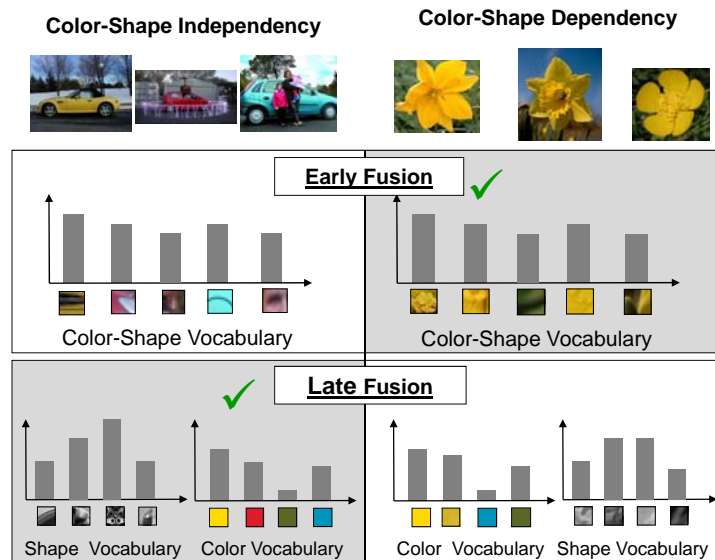 Color-Shape Independency
Color-Shape Dependency
Early Fusion
Color-Shape Vocabulary
Color-Shape Vocabulary
Late Fusion
Shape Vocabulary
Color Vocabulary
Color Vocabulary
Shape Vocabulary